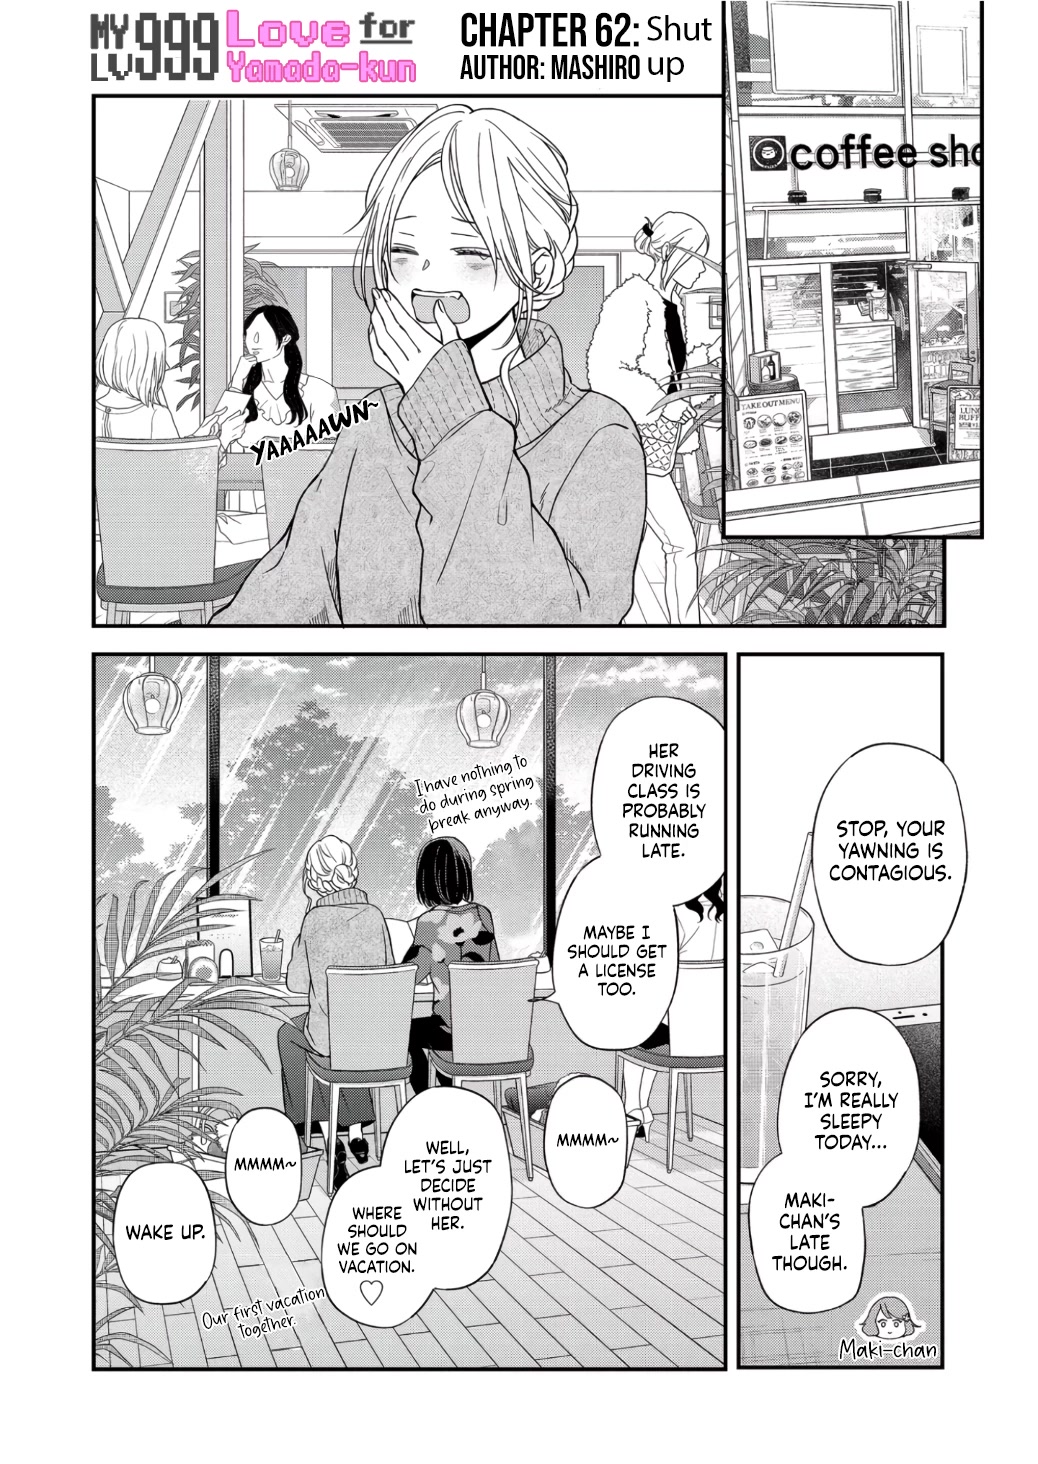 MY LV999 Love for Yamada-kun
CHAPTER 62: Shut up
AUTHOR: MASHIRO
coffee sho
TAKE OUT MENU
LUNCH
BUFF
YAAAAAWN~
STOP, YOUR
YAWNING IS
CONTAGIOUS.
SORRY,
I'M REALLY
SLEEPY
TODAY...
MAKI-
CHAN'S
LATE
THOUGH.
Maki-chan
HER
DRIVING
CLASS IS
PROBABLY
RUNNING
LATE.
MAYBE I
SHOULD GET
A LICENSE
TOO.
I have nothing to
do during spring
break anyway.
MMMM~
WELL,
LET'S JUST
DECIDE
WITHOUT
HER.
WHERE
SHOULD
WE GO ON
VACATION.
♡
Our first vacation
together.
MMMM~
WAKE UP.